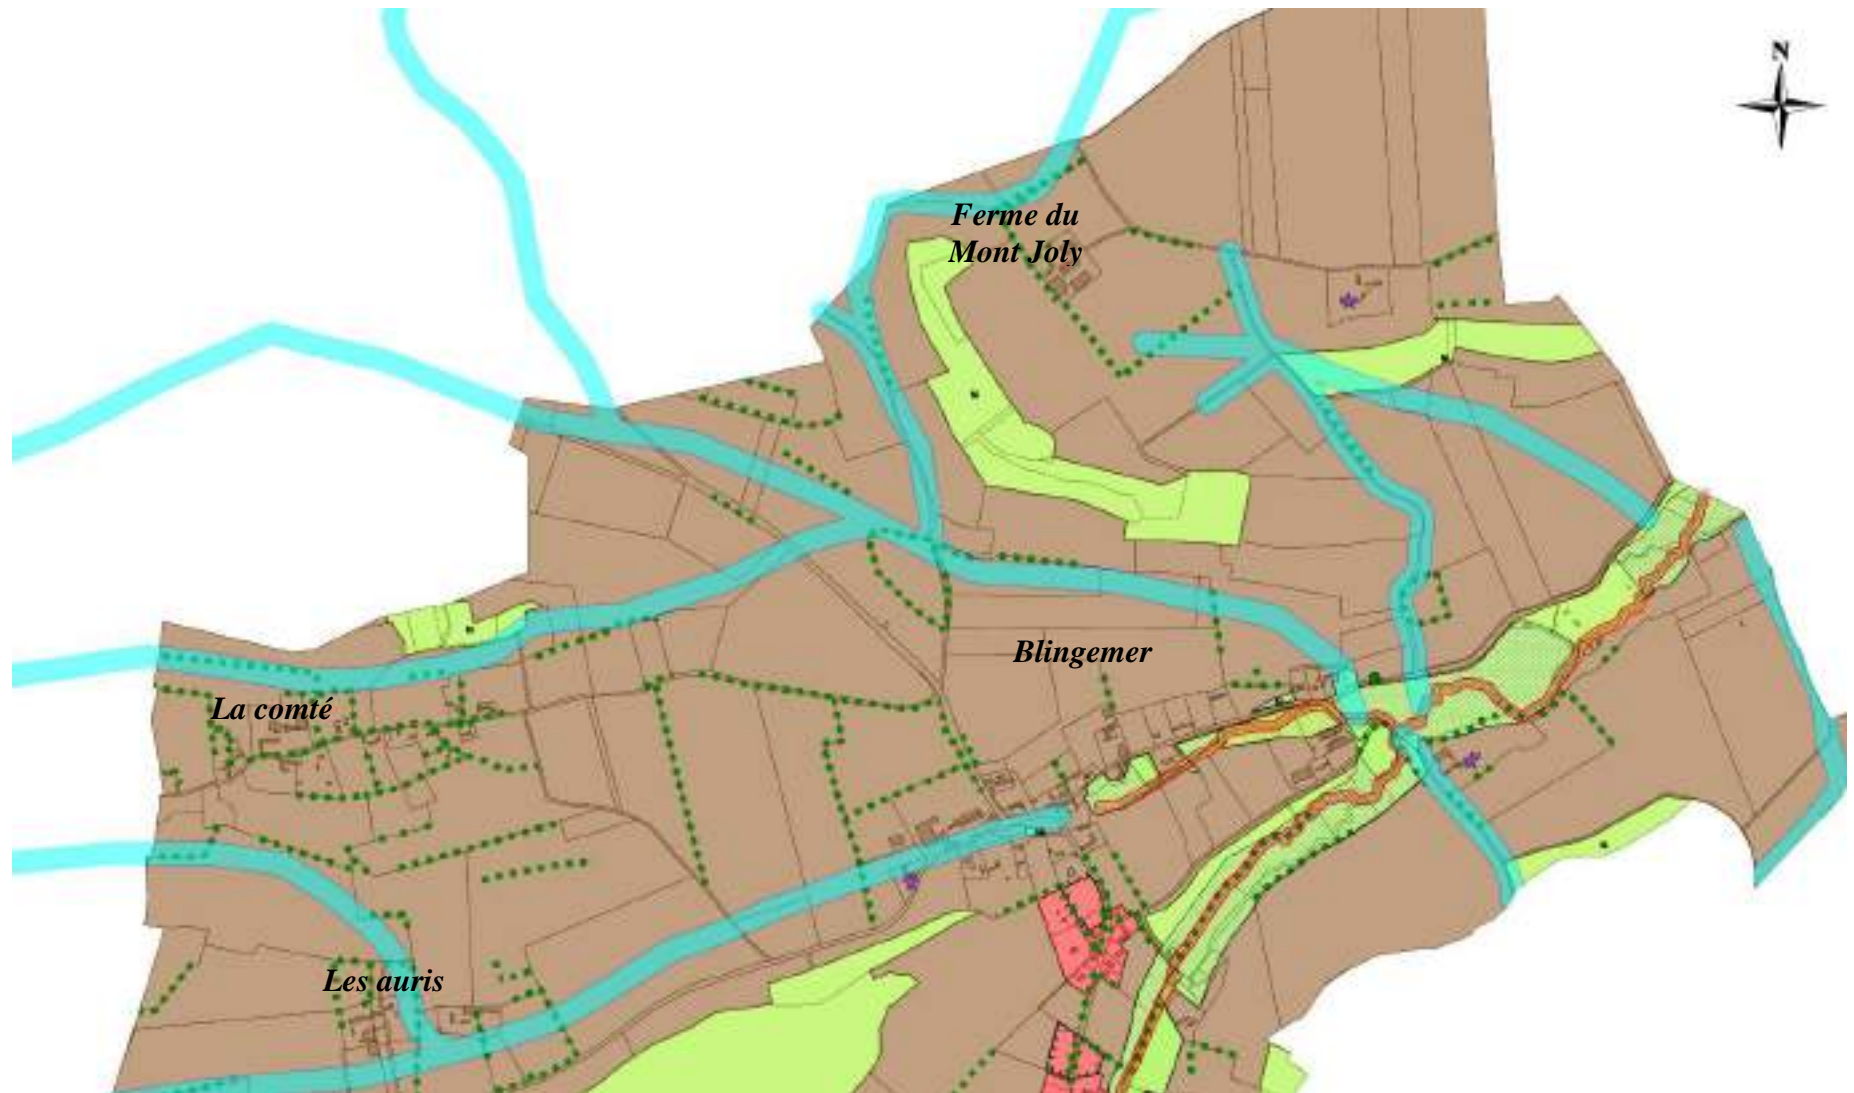 N
Ferme du
Mont Joly
Blingemer
La comté
Les auris